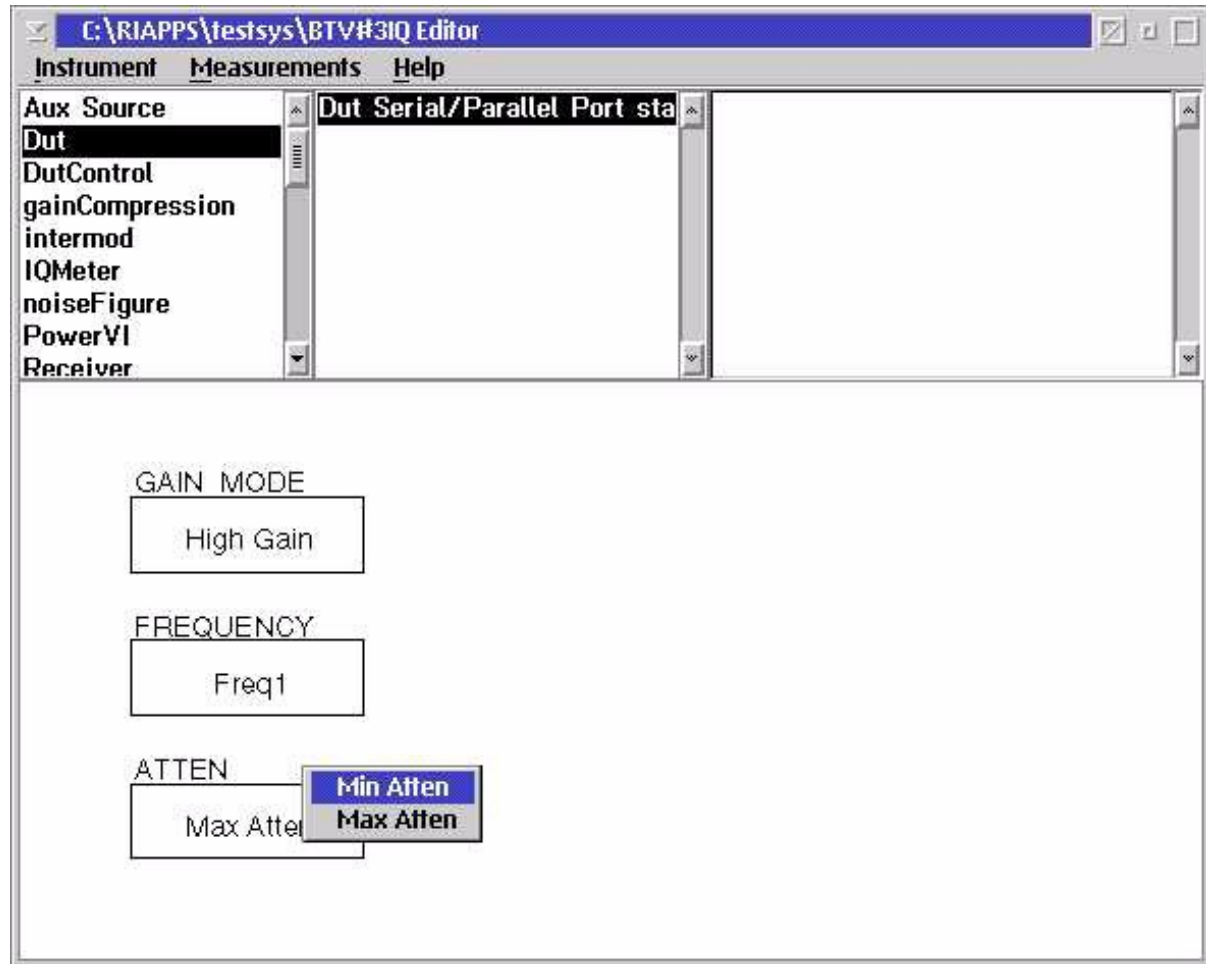 C:\RIAPPS\testsys\BTV#3IQ Editor
Instrument Measurements Help
Aux Source
Dut
DutControl
gainCompression
intermod
IQMeter
noiseFigure
PowerVI
Receiver
Dut Serial/Parallel Port sta
GAIN MODE
High Gain
FREQUENCY
Freq1
ATTEN
Max Atte
Min Atten
Max Atten